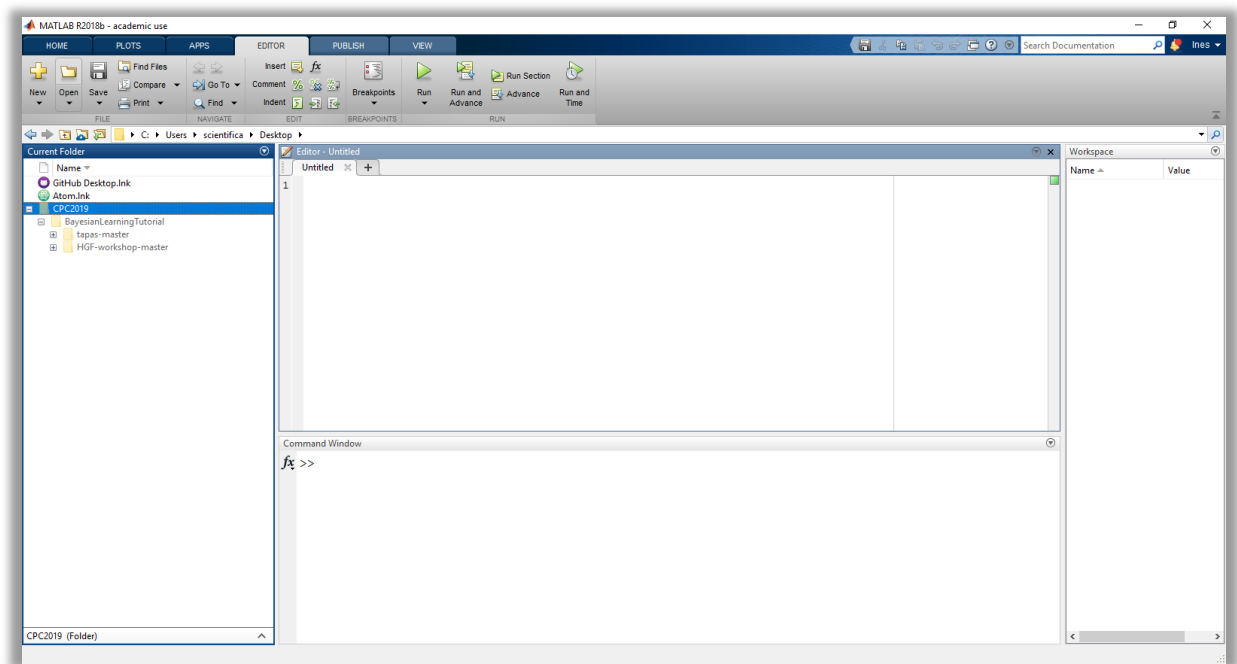 MATLAB R2018b - academic use
HOME PLOTS APPS EDITOR PUBLISH VIEW Search Documentation Ines
New Open Save Find Files Compare Print Go To Find Insert fx Comment Indent Breakpoints Run Run and Advance Run Section Advance Run and Time
FILE NAVIGATE EDIT BREAKPOINTS RUN
C: Users scientifica Desktop
Current Folder
Name
GitHub Desktop.lnk
Atom.lnk
CPC2019
BayesianLearningTutorial
tapas-master
HGF-workshop-master
CPC2019 (Folder)
Editor - Untitled
Untitled +
1
Command Window
fx >>
Workspace
Name Value